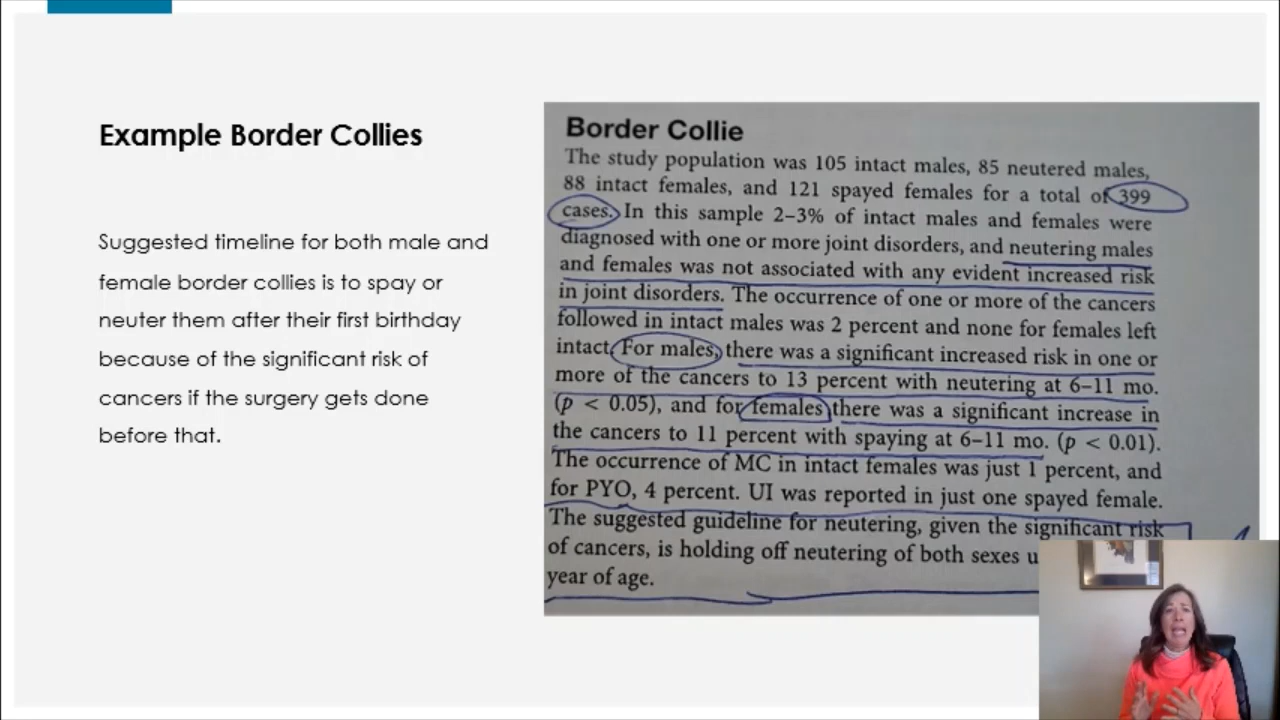 Example Border Collies
Suggested timeline for both male and
female border collies is to spay or
neuter them after their first birthday
because of the significant risk of
cancers if the surgery gets done
before that.
Border Collie
The study population was 105 intact males, 85 neutered males,
88 intact females, and 121 spayed females for a total of 399
cases. In this sample 2–3% of intact males and females were
diagnosed with one or more joint disorders, and neutering males
and females was not associated with any evident increased risk
in joint disorders. The occurrence of one or more of the cancers
followed in intact males was 2 percent and none for females left
intact. For males, there was a significant increased risk in one or
more of the cancers to 13 percent with neutering at 6–11 mo.
(p < 0.05), and for females there was a significant increase in
the cancers to 11 percent with spaying at 6–11 mo. (p < 0.01).
The occurrence of MC in intact females was just 1 percent, and
for PYO, 4 percent. UI was reported in just one spayed female.
The suggested guideline for neutering, given the significant risk
of cancers, is holding off neutering of both sexes
year of age.